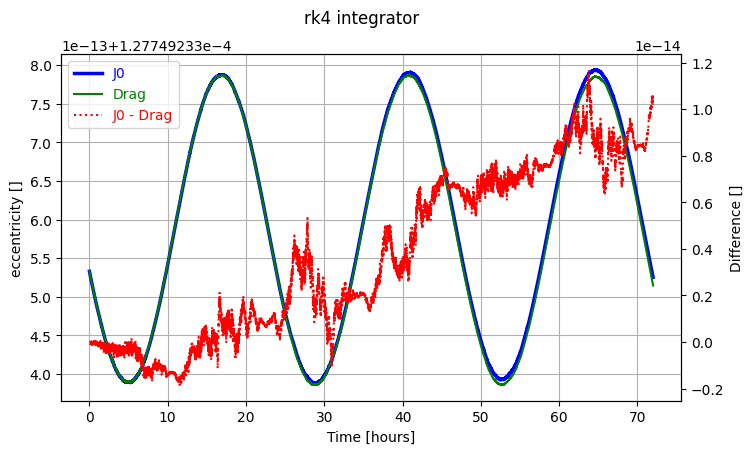 rk4 integrator
1e−13+1.27749233e−4
1e−14
J0
Drag
J0 - Drag
8.0
7.5
7.0
6.5
6.0
5.5
5.0
4.5
4.0
eccentricity []
1.2
1.0
0.8
0.6
0.4
0.2
0.0
−0.2
Difference []
0 10 20 30 40 50 60 70
Time [hours]